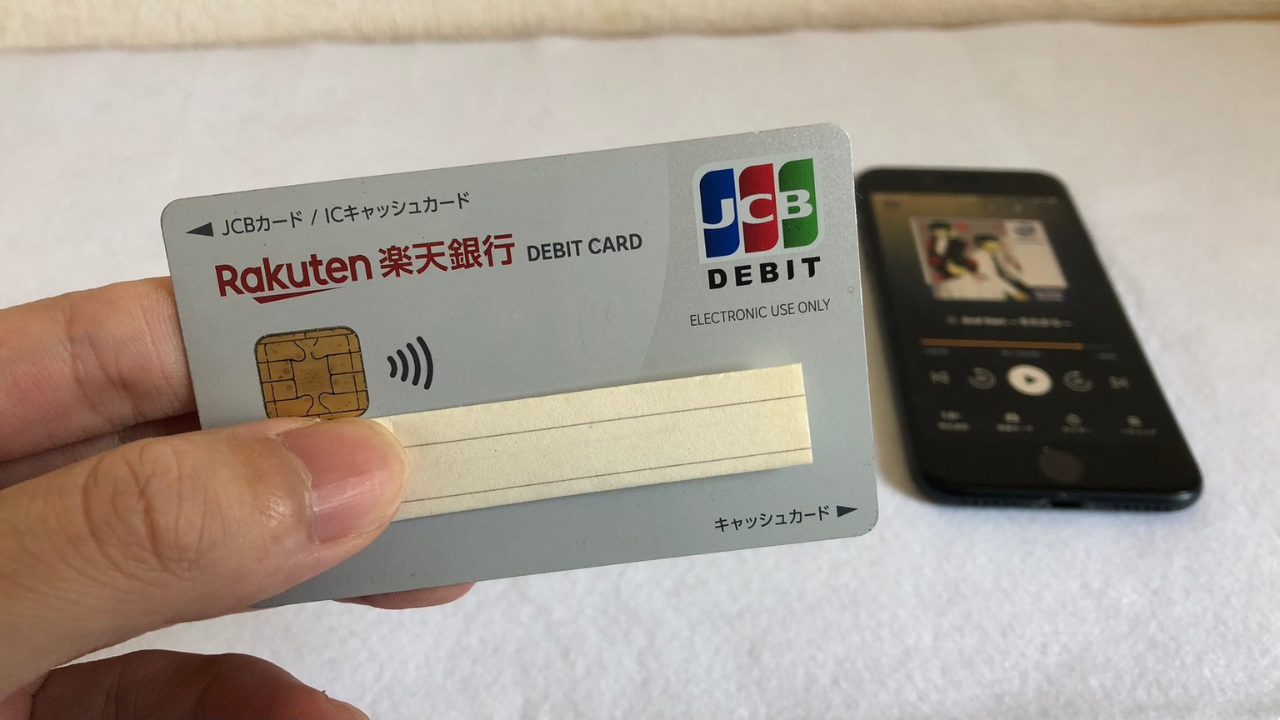 ◀ JCBカード / ICキャッシュカード
Rakuten 楽天銀行 DEBIT CARD
JCB
DEBIT
ELECTRONIC USE ONLY
キャッシュカード ▶